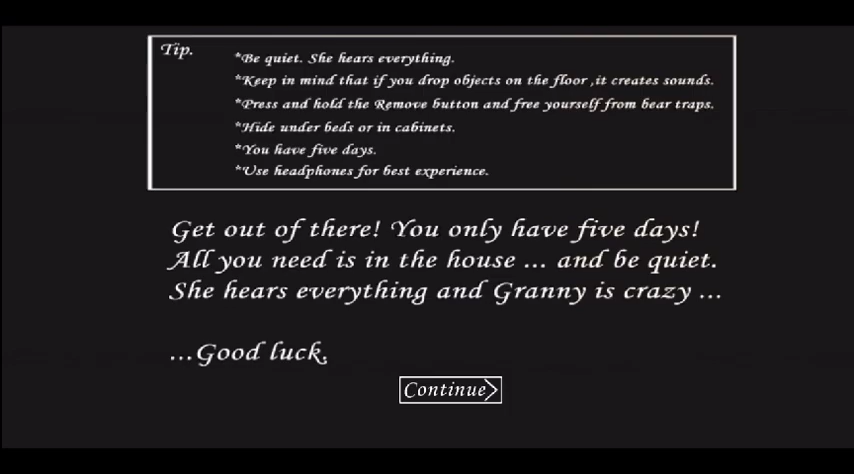 Tip.
*Be quiet. She hears everything.
*Keep in mind that if you drop objects on the floor ,it creates sounds.
*Press and hold the Remove button and free yourself from bear traps.
*Hide under beds or in cabinets.
*You have five days.
*Use headphones for best experience.
Get out of there! You only have five days!
All you need is in the house ... and be quiet.
She hears everything and Granny is crazy ...
...Good luck.
Continue>